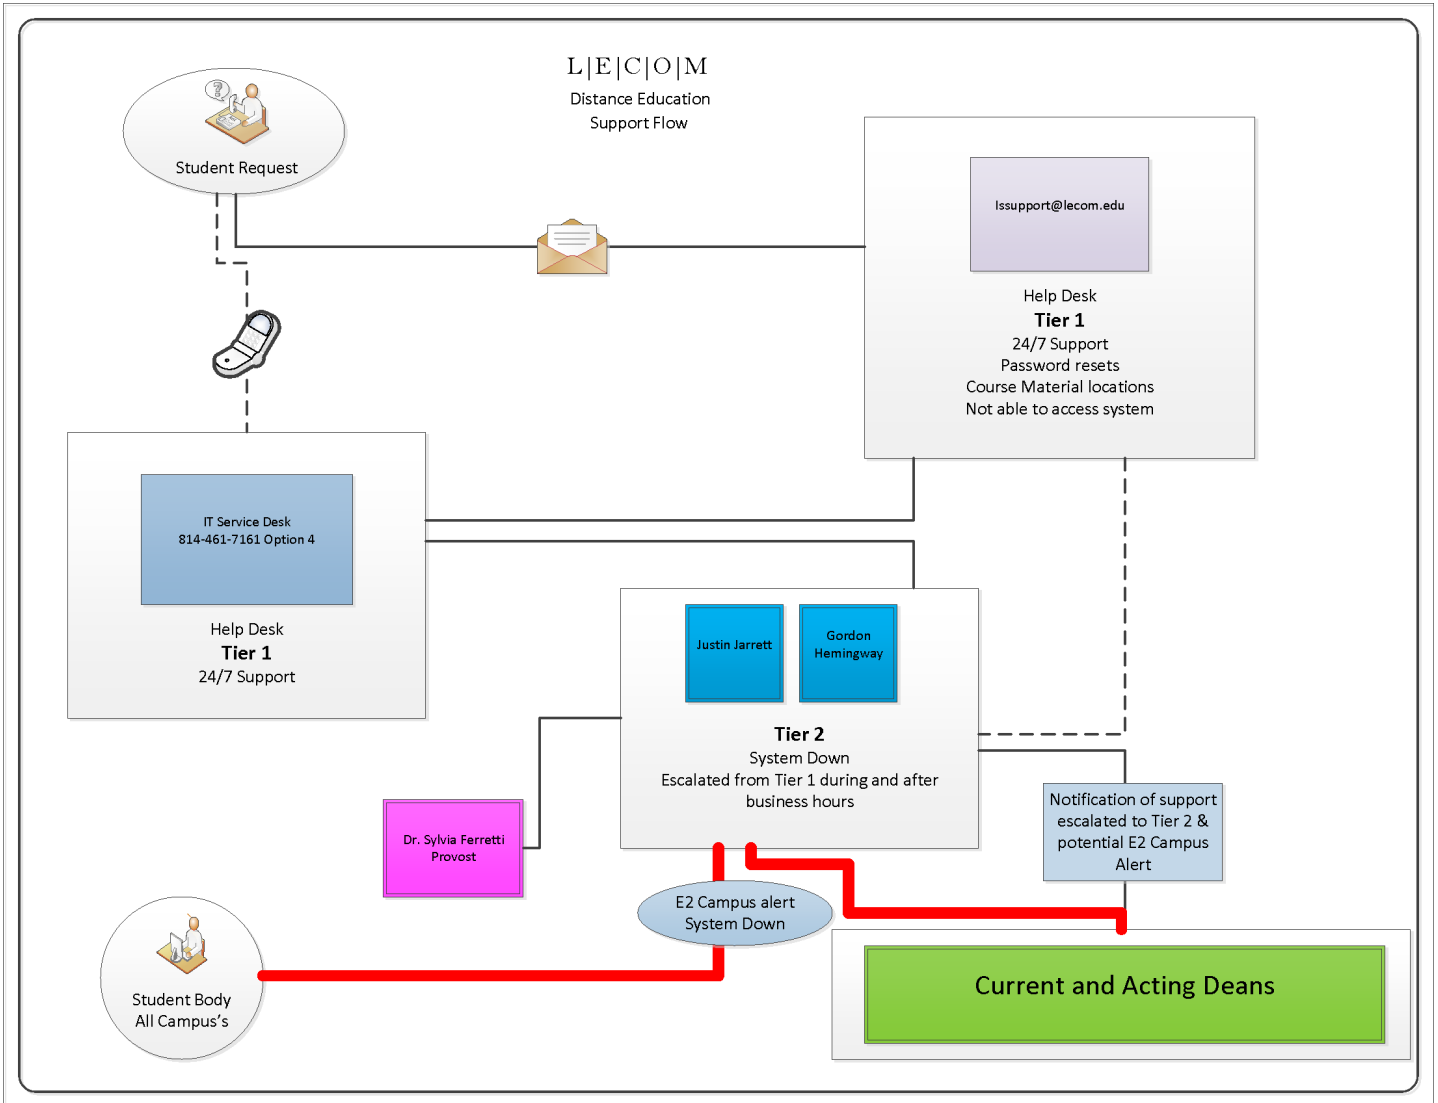 L|E|C|O|M
Distance Education
Support Flow
Student Request
lssupport@lecom.edu
Help Desk
Tier 1
24/7 Support
Password resets
Course Material locations
Not able to access system
IT Service Desk
814-461-7161 Option 4
Help Desk
Tier 1
24/7 Support
Justin Jarrett
Gordon
Hemingway
Tier 2
System Down
Escalated from Tier 1 during and after
business hours
Dr. Sylvia Ferretti
Provost
Notification of support
escalated to Tier 2 &
potential E2 Campus
Alert
E2 Campus alert
System Down
Student Body
All Campus’s
Current and Acting Deans